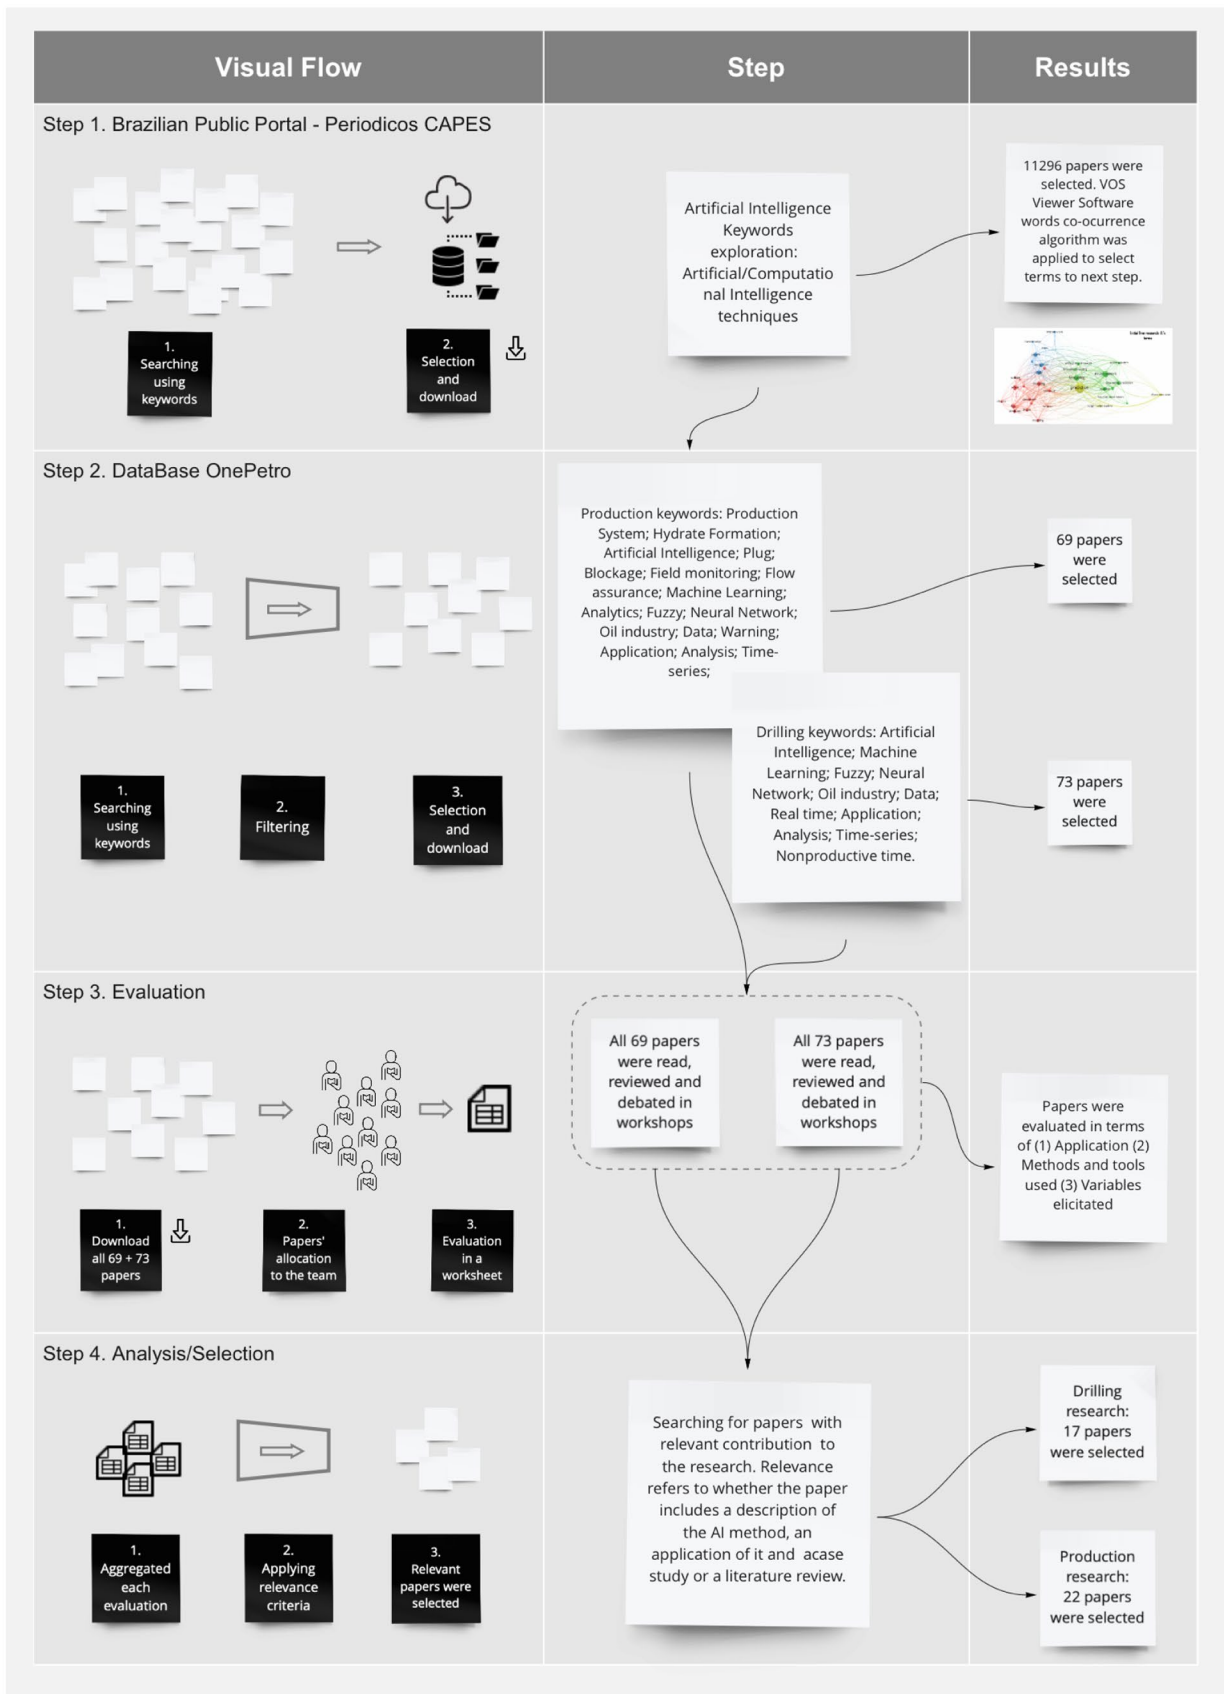 Visual Flow
Step
Results
Step 1. Brazilian Public Portal - Periodicos CAPES
1.
Searching
using
keywords
2.
Selection
and
download
Artificial Intelligence
Keywords
exploration:
Artificial/Computatio
nal Intelligence
techniques
11296 papers were
selected. VOS
Viewer Software
words co-ocurrence
algorithm was
applied to select
terms to next step.
Step 2. DataBase OnePetro
1.
Searching
using
keywords
2.
Filtering
3.
Selection
and
download
Production keywords: Production
System; Hydrate Formation;
Artificial Intelligence; Plug;
Blockage; Field monitoring; Flow
assurance; Machine Learning;
Analytics; Fuzzy; Neural Network;
Oil industry; Data; Warning;
Application; Analysis; Time-
series;
Drilling keywords: Artificial
Intelligence; Machine
Learning; Fuzzy; Neural
Network; Oil industry; Data;
Real time; Application;
Analysis; Time-series;
Nonproductive time.
69 papers
were
selected
73 papers
were
selected
Step 3. Evaluation
1.
Download
all 69 + 73
papers
2.
Papers'
allocation
to the team
3.
Evaluation
in a
worksheet
All 69 papers
were read,
reviewed and
debated in
workshops
All 73 papers
were read,
reviewed and
debated in
workshops
Papers were
evaluated in terms
of (1) Application (2)
Methods and tools
used (3) Variables
elicitated
Step 4. Analysis/Selection
1.
Aggregated
each
evaluation
2.
Applying
relevance
criteria
3.
Relevant
papers were
selected
Searching for papers with
relevant contribution to
the research. Relevance
refers to whether the paper
includes a description of
the AI method, an
application of it and acase
study or a literature review.
Drilling
research:
17 papers
were selected
Production
research:
22 papers
were selected